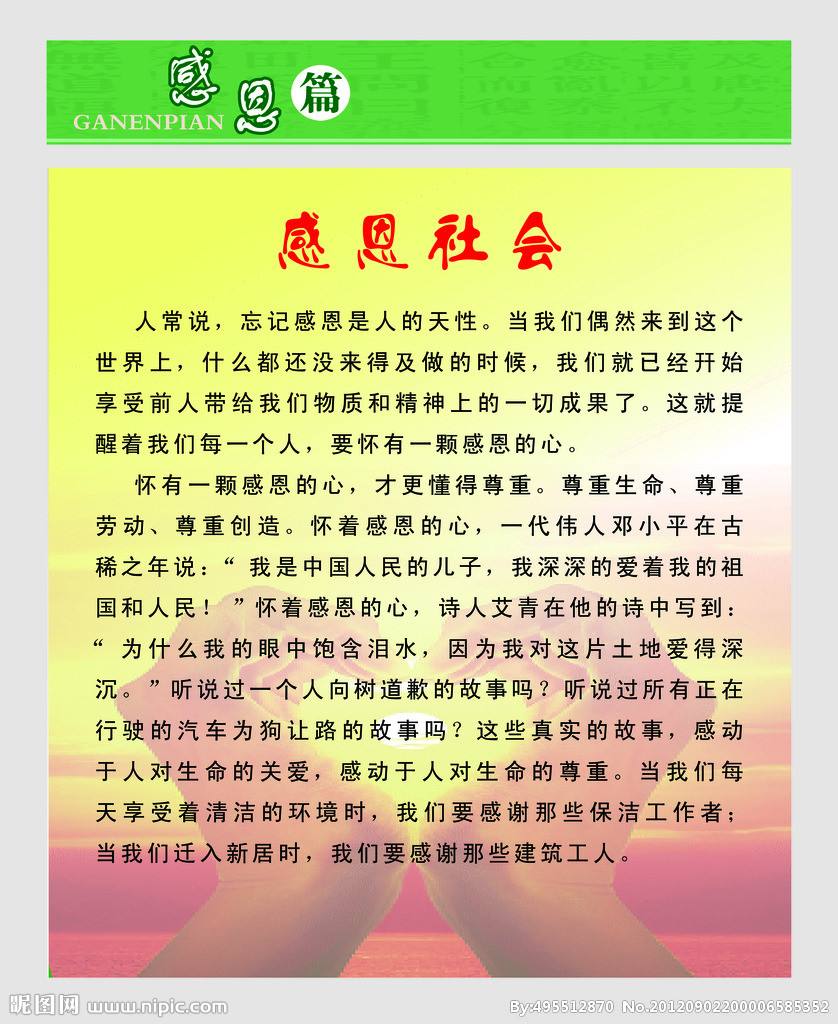 感恩篇
GANENPIAN
感恩社会
人常说，忘记感恩是人的天性。当我们偶然来到这个
世界上，什么都还没来得及做的时候，我们就已经开始
享受前人带给我们物质和精神上的一切成果了。这就提
醒着我们每一个人，要怀有一颗感恩的心。
怀有一颗感恩的心，才更懂得尊重。尊重生命、尊重
劳动、尊重创造。怀着感恩的心，一代伟人邓小平在古
稀之年说：“我是中国人民的儿子，我深深的爱着我的祖
国和人民！”怀着感恩的心，诗人艾青在他的诗中写到：
“为什么我的眼中饱含泪水，因为我对这片土地爱得深
沉。”听说过一个人向树道歉的故事吗？听说过所有正在
行驶的汽车为狗让路的故事吗？这些真实的故事，感动
于人对生命的关爱，感动于人对生命的尊重。当我们每
天享受着清洁的环境时，我们要感谢那些保洁工作者；
当我们迁入新居时，我们要感谢那些建筑工人。
昵图网 www.nipic.com
By:495512870 No.20120902200006585352